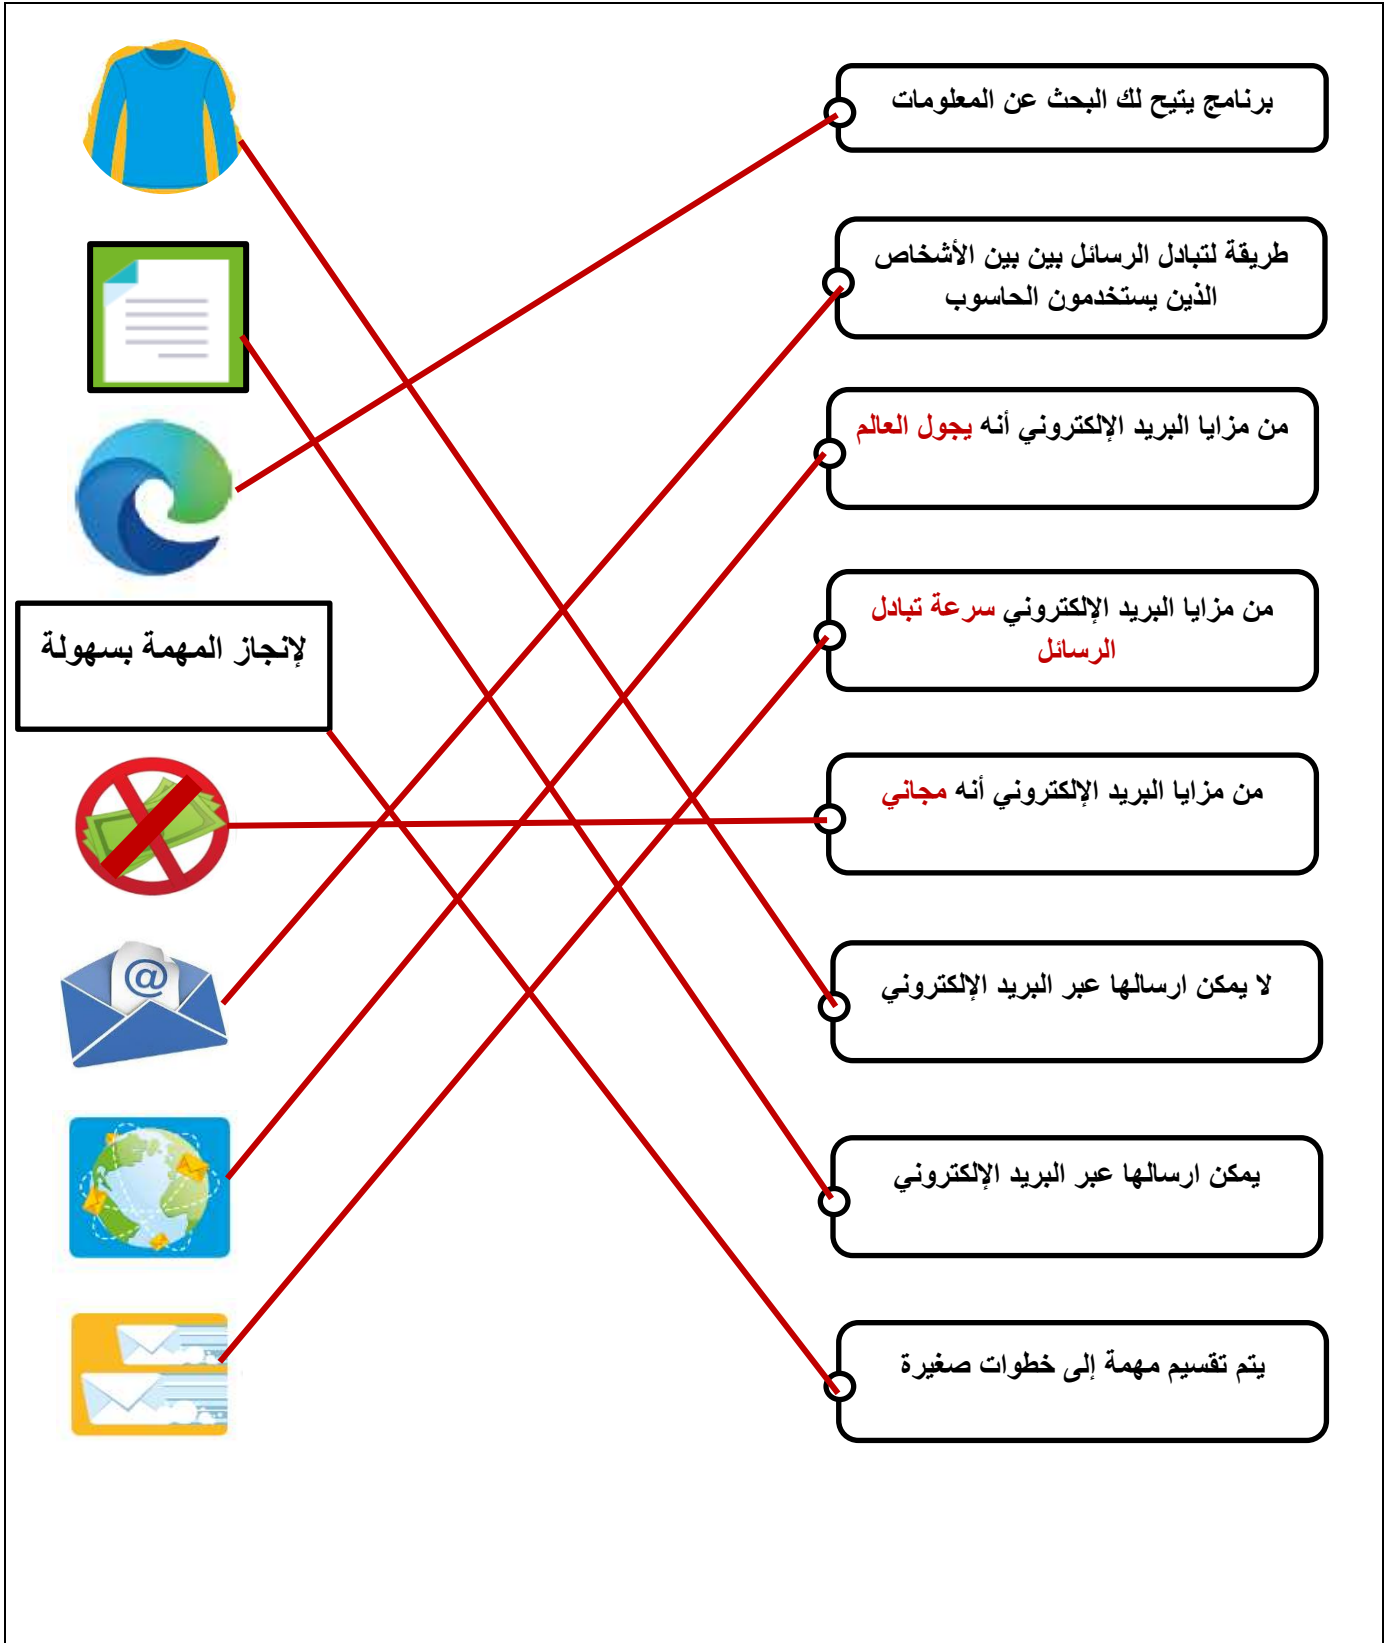 برنامج يتيح لك البحث عن المعلومات
طريقة لتبادل الرسائل بين بين الأشخاص
الذين يستخدمون الحاسوب
من مزايا البريد الإلكتروني أنه يجول العالم
من مزايا البريد الإلكتروني سرعة تبادل
الرسائل
لإنجاز المهمة بسهولة
من مزايا البريد الإلكتروني أنه مجاني
@
لا يمكن ارسالها عبر البريد الإلكتروني
يمكن ارسالها عبر البريد الإلكتروني
يتم تقسيم مهمة إلى خطوات صغيرة